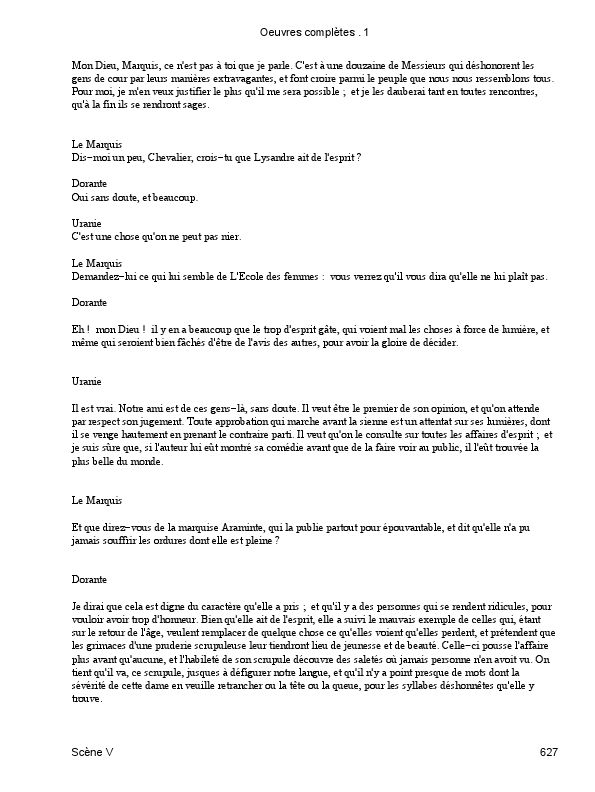 Oeuvres complètes . 1
Mon Dieu, Marquis, ce n'est pas à toi que je parle. C'est à une douzaine de Messieurs qui déshonorent les
gens de cour par leurs manières extravagantes, et font croire parmi le peuple que nous nous ressemblons tous.
Pour moi, je m'en veux justifier le plus qu'il me sera possible ; et je les dauberai tant en toutes rencontres,
qu'à la fin ils se rendront sages.
Le Marquis
Dis−moi un peu, Chevalier, crois−tu que Lysandre ait de l'esprit ?
Dorante
Oui sans doute, et beaucoup.
Uranie
C'est une chose qu'on ne peut pas nier.
Le Marquis
Demandez−lui ce qui lui semble de L'Ecole des femmes : vous verrez qu'il vous dira qu'elle ne lui plaît pas.
Dorante
Eh ! mon Dieu ! il y en a beaucoup que le trop d'esprit gâte, qui voient mal les choses à force de lumière, et
même qui seroient bien fâchés d'être de l'avis des autres, pour avoir la gloire de décider.
Uranie
Il est vrai. Notre ami est de ces gens−là, sans doute. Il veut être le premier de son opinion, et qu'on attende
par respect son jugement. Toute approbation qui marche avant la sienne est un attentat sur ses lumières, dont
il se venge hautement en prenant le contraire parti. Il veut qu'on le consulte sur toutes les affaires d'esprit ; et
je suis sûre que, si l'auteur lui eût montré sa comédie avant que de la faire voir au public, il l'eût trouvée la
plus belle du monde.
Le Marquis
Et que direz−vous de la marquise Araminte, qui la publie partout pour épouvantable, et dit qu'elle n'a pu
jamais souffrir les ordures dont elle est pleine ?
Dorante
Je dirai que cela est digne du caractère qu'elle a pris ; et qu'il y a des personnes qui se rendent ridicules, pour
vouloir avoir trop d'honneur. Bien qu'elle ait de l'esprit, elle a suivi le mauvais exemple de celles qui, étant
sur le retour de l'âge, veulent remplacer de quelque chose ce qu'elles voient qu'elles perdent, et prétendent que
les grimaces d'une pruderie scrupuleuse leur tiendront lieu de jeunesse et de beauté. Celle−ci pousse l'affaire
plus avant qu'aucune, et l'habileté de son scrupule découvre des saletés où jamais personne n'en avoit vu. On
tient qu'il va, ce scrupule, jusques à défigurer notre langue, et qu'il n'y a point presque de mots dont la
sévérité de cette dame en veuille retrancher ou la tête ou la queue, pour les syllabes déshonnêtes qu'elle y
trouve.
Scène V 627